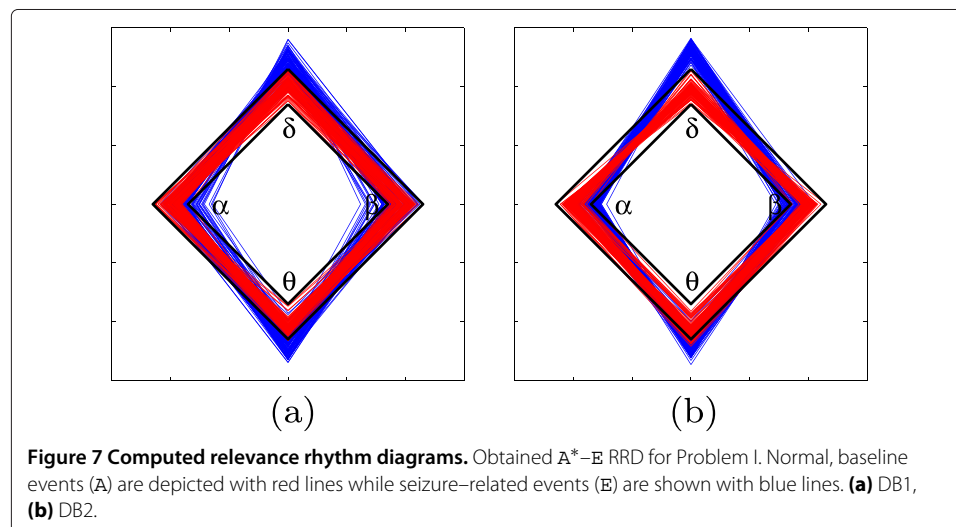 δ
α
β
θ
(a)
δ
α
β
θ
(b)
Figure 7 Computed relevance rhythm diagrams. Obtained A*–E RRD for Problem I. Normal, baseline
events (A) are depicted with red lines while seizure–related events (E) are shown with blue lines. (a) DB1,
(b) DB2.